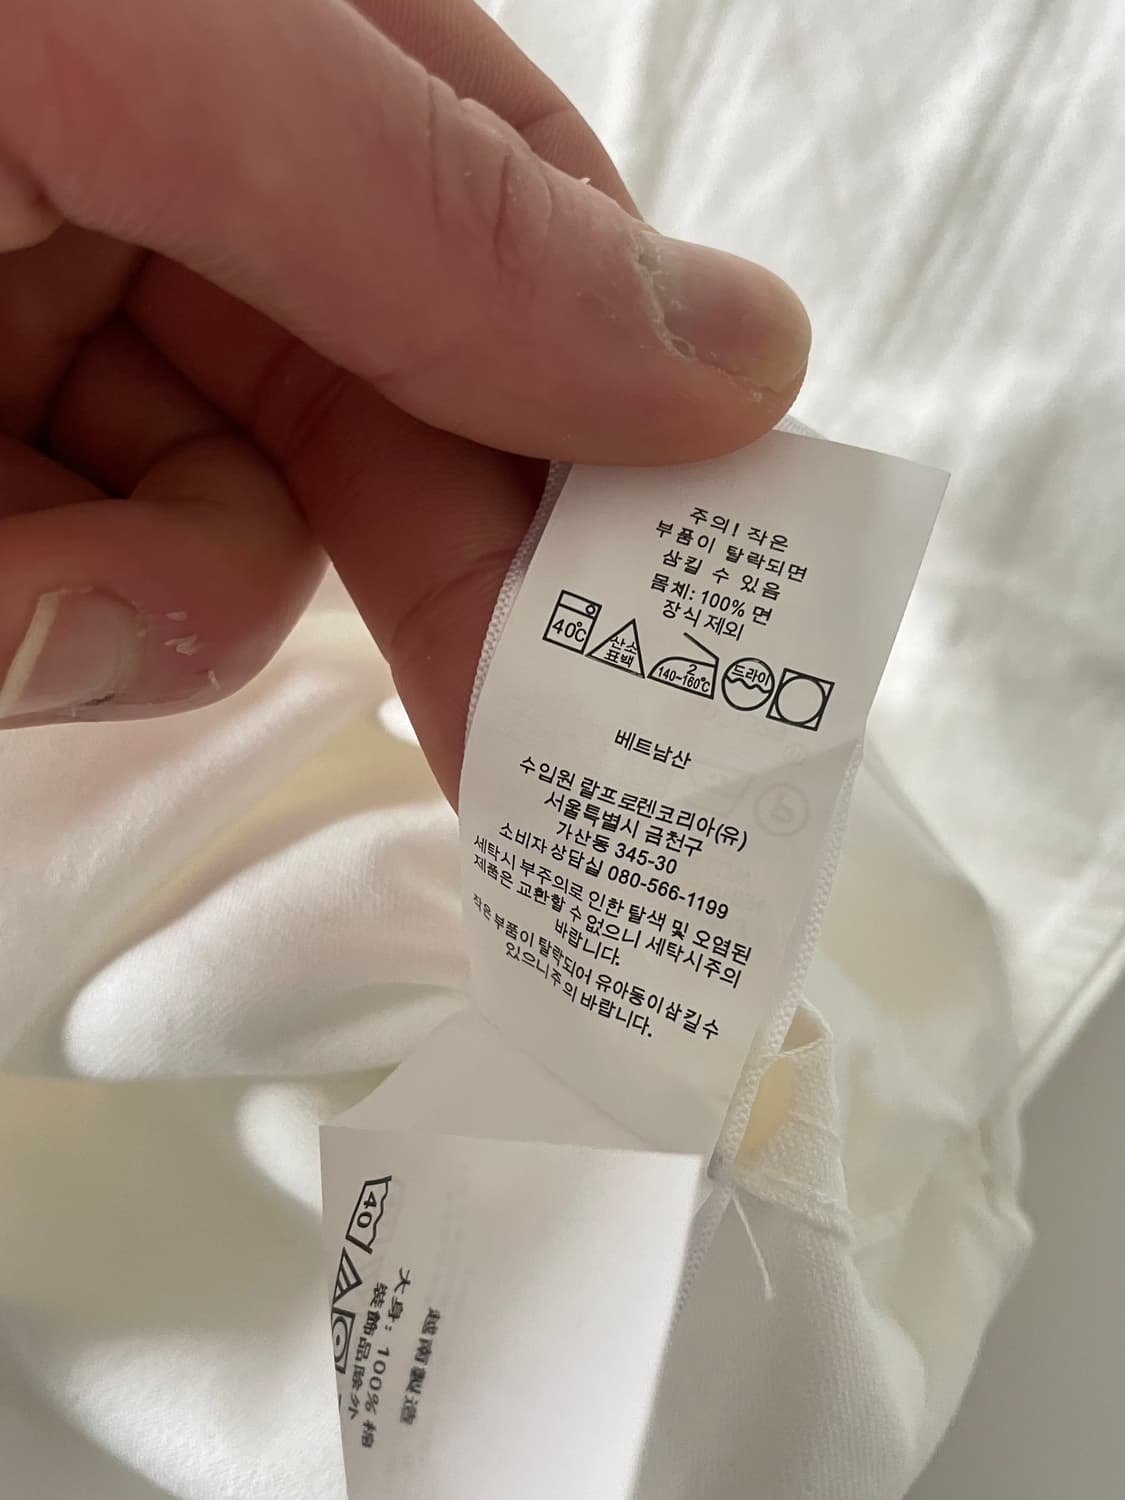 주의! 작은
부품이 탈락되면
삼킬 수 있음
몸체: 100% 면
장식 제외
40℃ 산소 표백 2 140~160℃ 드라이
베트남산
수입원 랄프로렌코리아(유)
서울특별시 금천구
가산동 345-30
소비자 상담실 080-566-1199
세탁시 부주의로 인한 탈색 및 오염된
제품은 교환할 수 없으니 세탁시주의
바랍니다.
작은 부품이 탈락되어 유아동이삼킬수
있으니주의 바랍니다.
越南製造
大身: 100% 棉
裝飾品除外
40